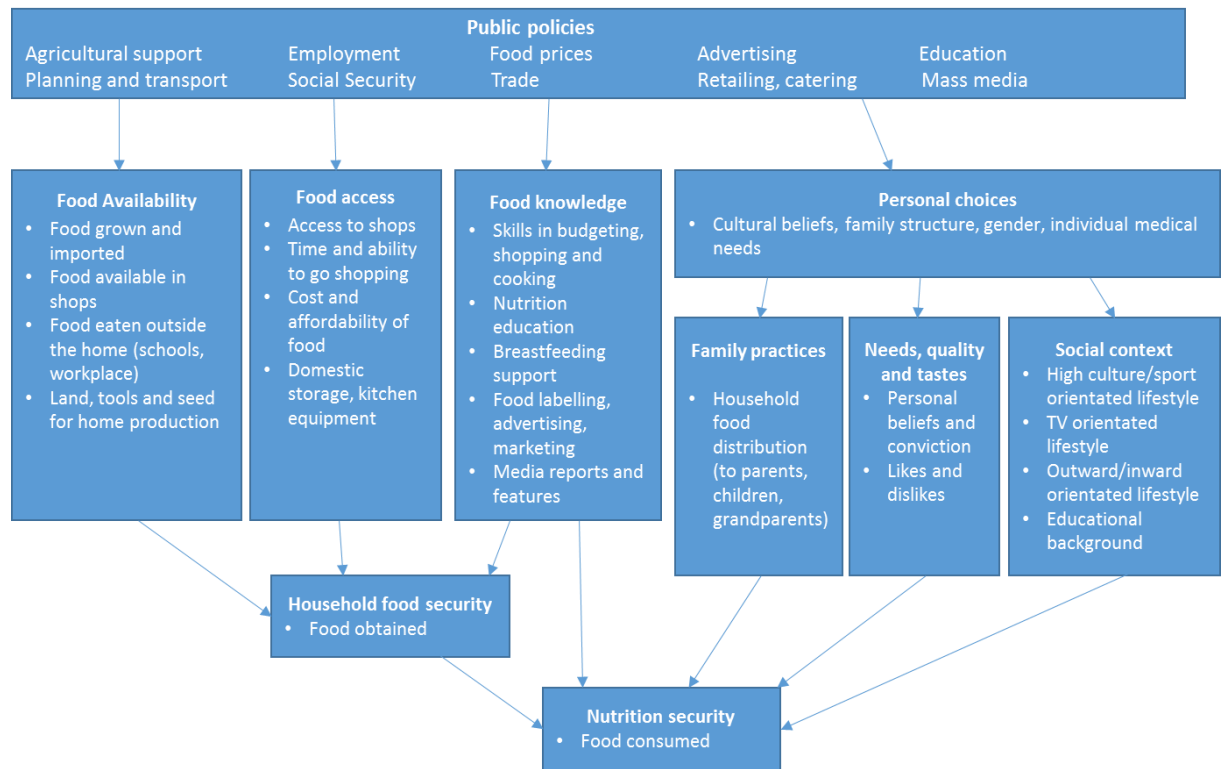 Public policies
Agricultural support Employment Food prices Advertising Education
Planning and transport Social Security Trade Retailing, catering Mass media
Food Availability
• Food grown and
imported
• Food available in
shops
• Food eaten outside
the home (schools,
workplace)
• Land, tools and seed
for home production
Food access
• Access to shops
• Time and ability
to go shopping
• Cost and
affordability of
food
• Domestic
storage, kitchen
equipment
Food knowledge
• Skills in budgeting,
shopping and
cooking
• Nutrition
education
• Breastfeeding
support
• Food labelling,
advertising,
marketing
• Media reports and
features
Personal choices
• Cultural beliefs, family structure, gender, individual medical
needs
Family practices
• Household
food
distribution
(to parents,
children,
grandparents)
Needs, quality
and tastes
• Personal
beliefs and
conviction
• Likes and
dislikes
Social context
• High culture/sport
orientated lifestyle
• TV orientated
lifestyle
• Outward/inward
orientated lifestyle
• Educational
background
Household food security
• Food obtained
Nutrition security
• Food consumed